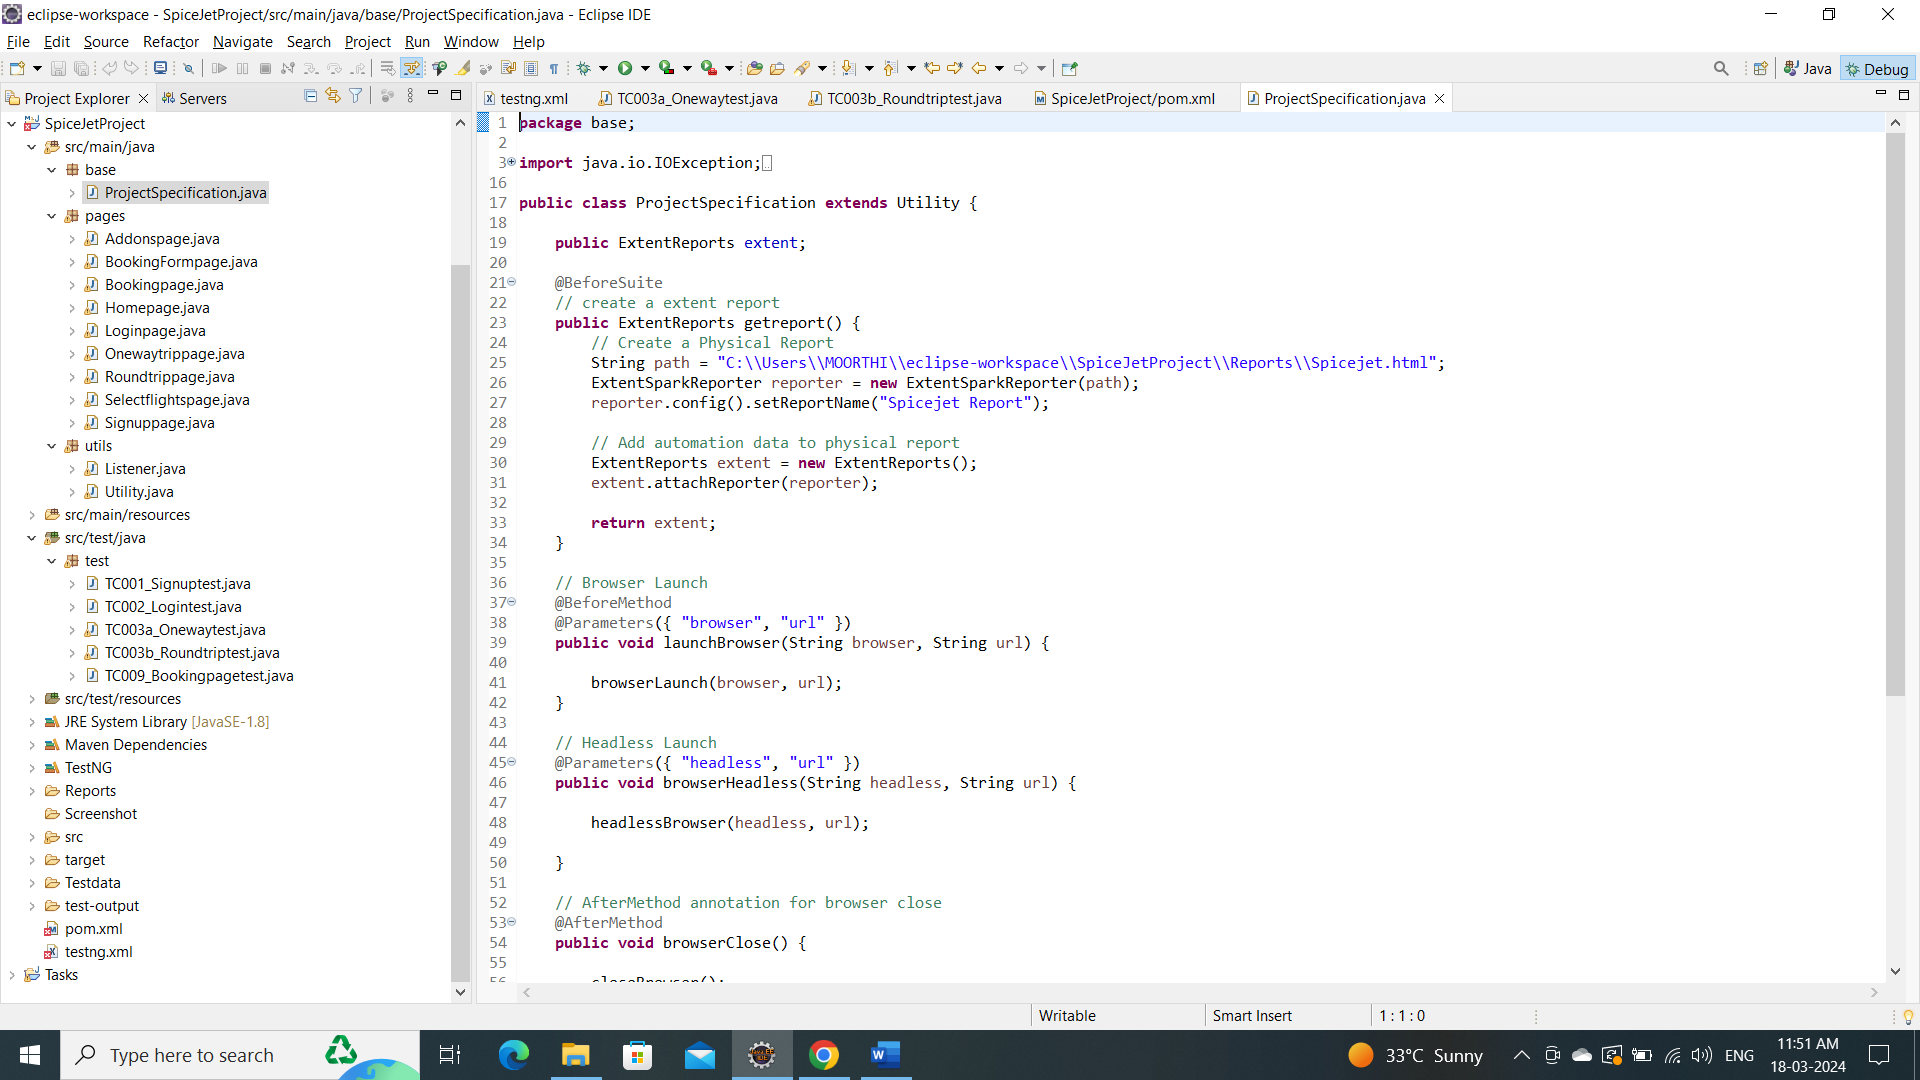 eclipse-workspace - SpiceJetProject/src/main/java/base/ProjectSpecification.java - Eclipse IDE
File Edit Source Refactor Navigate Search Project Run Window Help
Java Debug
Project Explorer Servers
testng.xml TC003a_Onewaytest.java TC003b_Roundtriptest.java SpiceJetProject/pom.xml ProjectSpecification.java
SpiceJetProject
src/main/java
base
ProjectSpecification.java
pages
Addonspage.java
BookingFormpage.java
Bookingpage.java
Homepage.java
Loginpage.java
Onewaytrippage.java
Roundtrippage.java
Selectflightspage.java
Signuppage.java
utils
Listener.java
Utility.java
src/main/resources
src/test/java
test
TC001_Signuptest.java
TC002_Logintest.java
TC003a_Onewaytest.java
TC003b_Roundtriptest.java
TC009_Bookingpagetest.java
src/test/resources
JRE System Library [JavaSE-1.8]
Maven Dependencies
TestNG
Reports
Screenshot
src
target
Testdata
test-output
pom.xml
testng.xml
Tasks
1 package base;
2
3 import java.io.IOException;
16
17 public class ProjectSpecification extends Utility {
18
19 public ExtentReports extent;
20
21 @BeforeSuite
22 // create a extent report
23 public ExtentReports getreport() {
24 // Create a Physical Report
25 String path = "C:\\Users\\MOORTHI\\eclipse-workspace\\SpiceJetProject\\Reports\\Spicejet.html";
26 ExtentSparkReporter reporter = new ExtentSparkReporter(path);
27 reporter.config().setReportName("Spicejet Report");
28
29 // Add automation data to physical report
30 ExtentReports extent = new ExtentReports();
31 extent.attachReporter(reporter);
32
33 return extent;
34 }
35
36 // Browser Launch
37 @BeforeMethod
38 @Parameters({ "browser", "url" })
39 public void launchBrowser(String browser, String url) {
40
41 browserLaunch(browser, url);
42 }
43
44 // Headless Launch
45 @Parameters({ "headless", "url" })
46 public void browserHeadless(String headless, String url) {
47
48 headlessBrowser(headless, url);
49
50 }
51
52 // AfterMethod annotation for browser close
53 @AfterMethod
54 public void browserClose() {
55
56 closeBrowser();
Writable Smart Insert 1 : 1 : 0
Type here to search
33°C Sunny
ENG
11:51 AM
18-03-2024